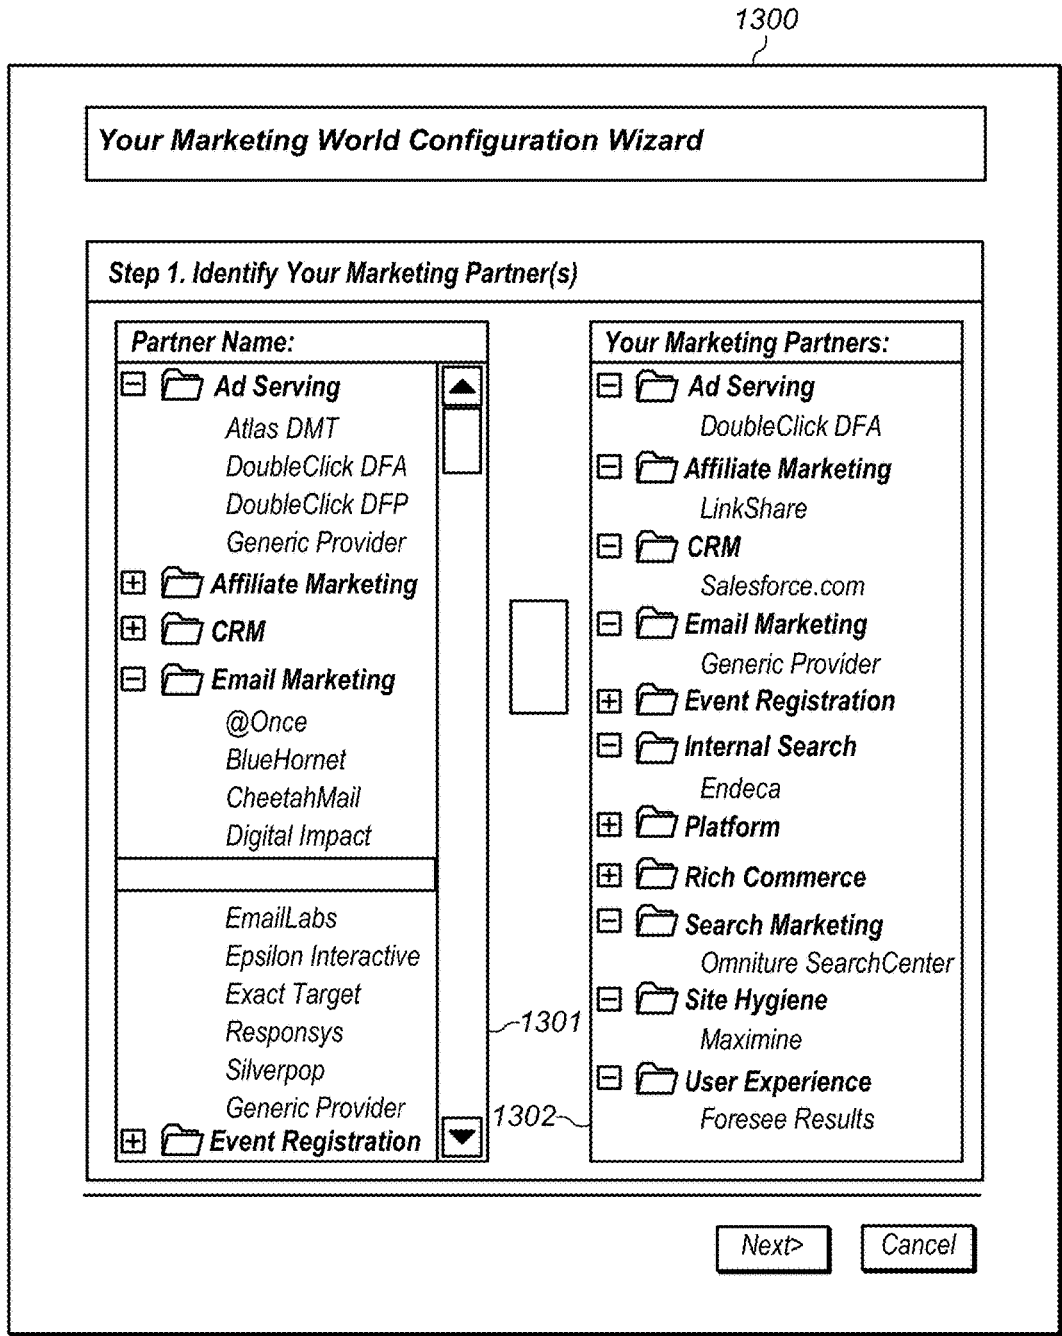 1300
Your Marketing World Configuration Wizard
Step 1. Identify Your Marketing Partner(s)
Partner Name:
Ad Serving
Atlas DMT
DoubleClick DFA
DoubleClick DFP
Generic Provider
Affiliate Marketing
CRM
Email Marketing
@Once
BlueHornet
CheetahMail
Digital Impact
EmailLabs
Epsilon Interactive
Exact Target
Responsys
Silverpop
Generic Provider
Event Registration
1301
1302
Your Marketing Partners:
Ad Serving
DoubleClick DFA
Affiliate Marketing
LinkShare
CRM
Salesforce.com
Email Marketing
Generic Provider
Event Registration
Internal Search
Endeca
Platform
Rich Commerce
Search Marketing
Omniture SearchCenter
Site Hygiene
Maximine
User Experience
Foresee Results
Next>
Cancel